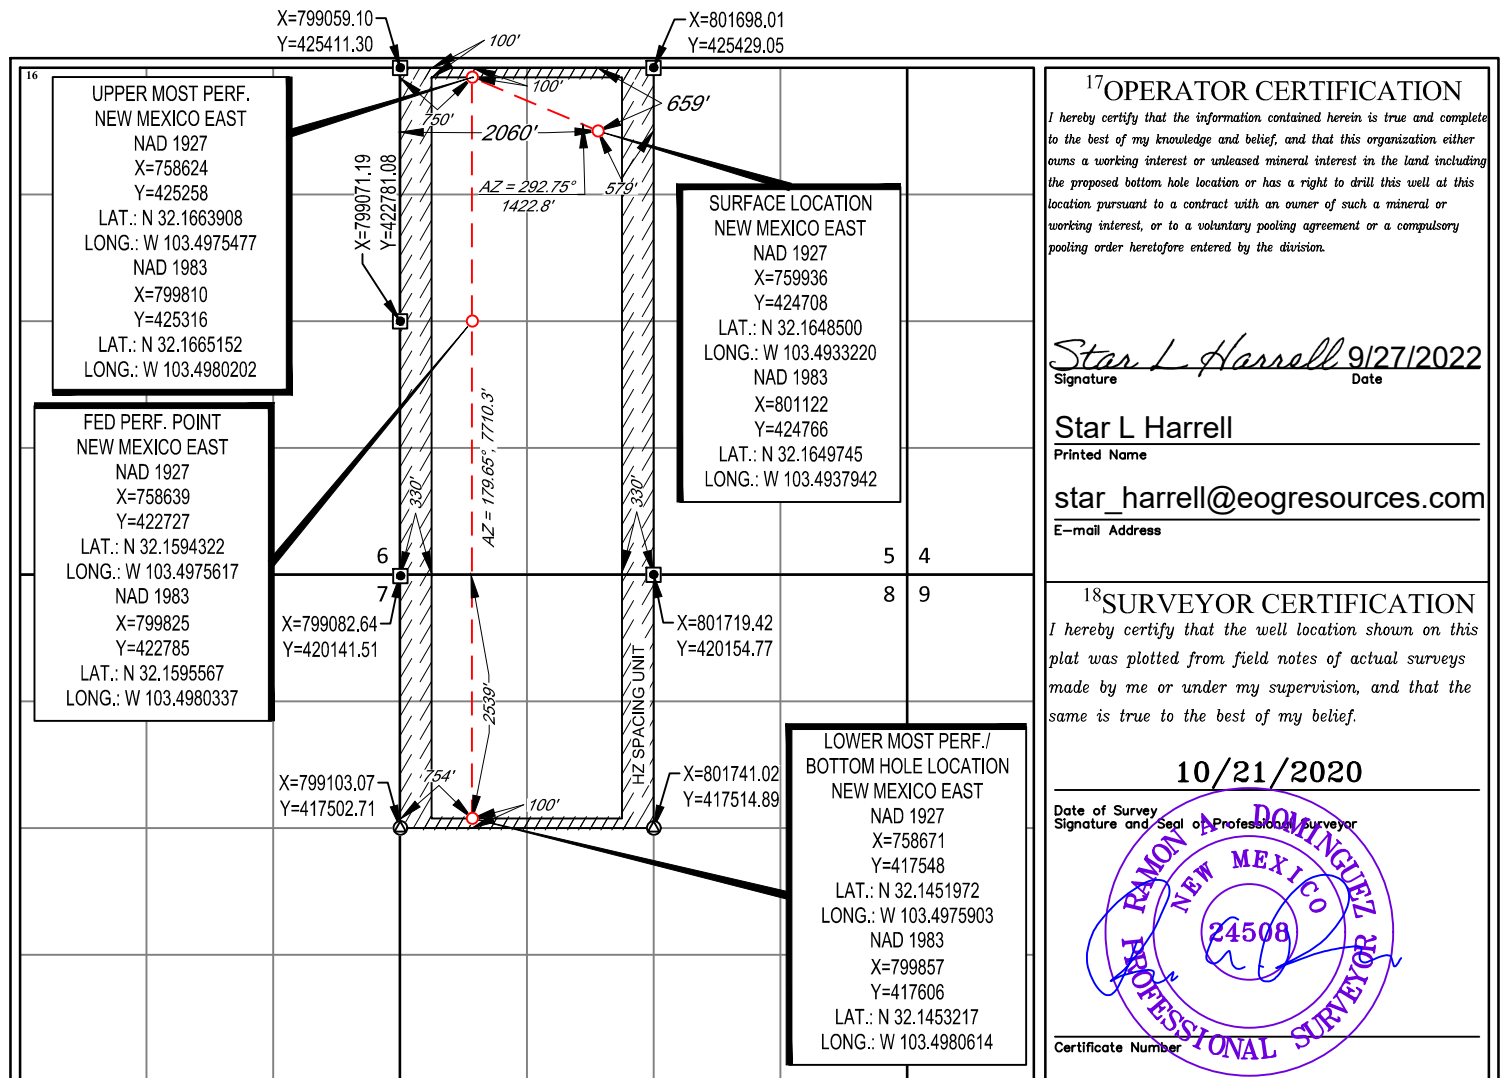 X=799059.10
Y=425411.30
X=801698.01
Y=425429.05
100'
16
UPPER MOST PERF.
NEW MEXICO EAST
NAD 1927
X=758624
Y=425258
LAT.: N 32.1663908
LONG.: W 103.4975477
NAD 1983
X=799810
Y=425316
LAT.: N 32.1665152
LONG.: W 103.4980202
100'
750'
659'
2060'
X=799071.19
Y=422781.08
AZ = 292.75°
1422.8'
579'
SURFACE LOCATION
NEW MEXICO EAST
NAD 1927
X=759936
Y=424708
LAT.: N 32.1648500
LONG.: W 103.4933220
NAD 1983
X=801122
Y=424766
LAT.: N 32.1649745
LONG.: W 103.4937942
FED PERF. POINT
NEW MEXICO EAST
NAD 1927
X=758639
Y=422727
LAT.: N 32.1594322
LONG.: W 103.4975617
NAD 1983
X=799825
Y=422785
LAT.: N 32.1595567
LONG.: W 103.4980337
330'
AZ = 179.65°, 7710.3'
330'
6
5 4
7
8 9
X=799082.64
Y=420141.51
X=801719.42
Y=420154.77
2539'
HZ SPACING UNIT
X=799103.07
Y=417502.71
754'
100'
X=801741.02
Y=417514.89
LOWER MOST PERF./
BOTTOM HOLE LOCATION
NEW MEXICO EAST
NAD 1927
X=758671
Y=417548
LAT.: N 32.1451972
LONG.: W 103.4975903
NAD 1983
X=799857
Y=417606
LAT.: N 32.1453217
LONG.: W 103.4980614
17OPERATOR CERTIFICATION
I hereby certify that the information contained herein is true and complete
to the best of my knowledge and belief, and that this organization either
owns a working interest or unleased mineral interest in the land including
the proposed bottom hole location or has a right to drill this well at this
location pursuant to a contract with an owner of such a mineral or
working interest, or to a voluntary pooling agreement or a compulsory
pooling order heretofore entered by the division.
Star L Harrell 9/27/2022
Signature Date
Star L Harrell
Printed Name
star_harrell@eogresources.com
E-mail Address
18SURVEYOR CERTIFICATION
I hereby certify that the well location shown on this
plat was plotted from field notes of actual surveys
made by me or under my supervision, and that the
same is true to the best of my belief.
10/21/2020
Date of Survey
Signature and Seal of Professional Surveyor
RAMON A. DOMINGUEZ
NEW MEXICO
24508
PROFESSIONAL SURVEYOR
Certificate Number